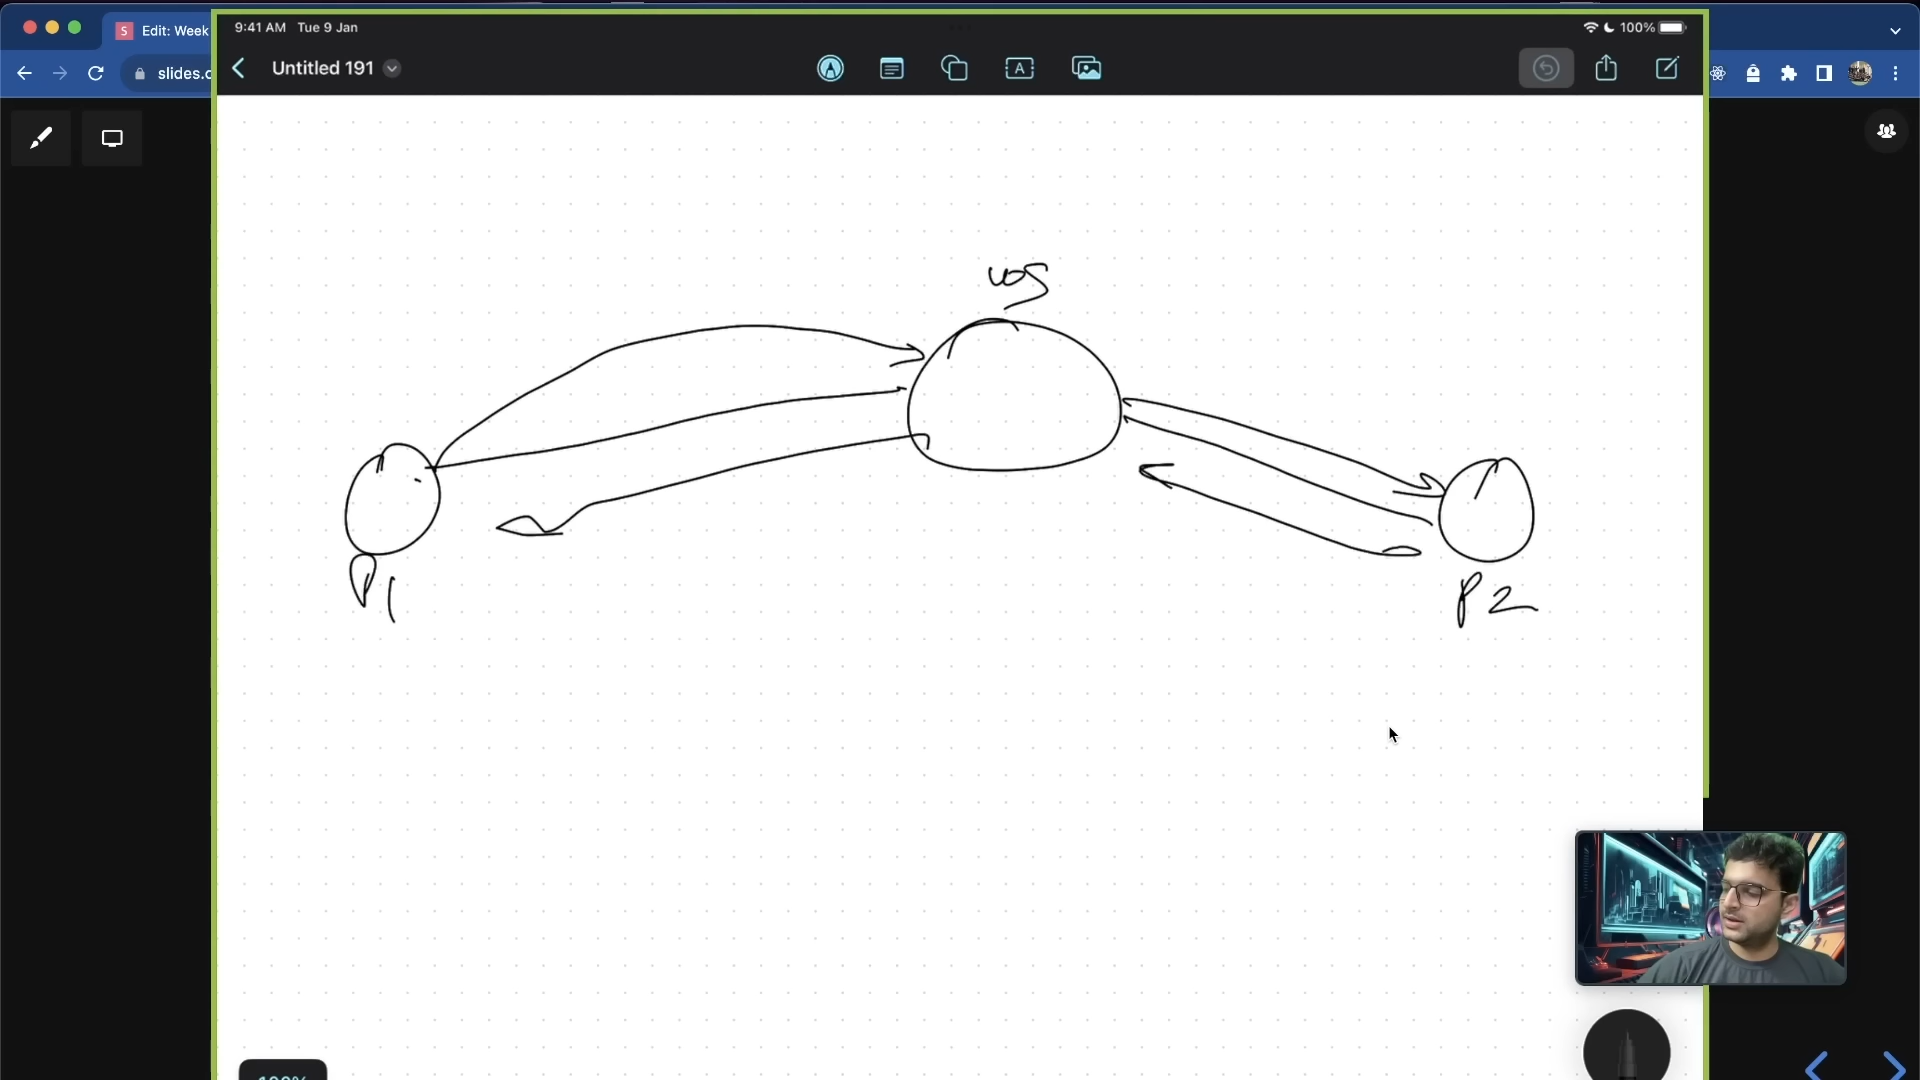 S Edit: Week
9:41 AM Tue 9 Jan
100%
slides.c
Untitled 191
A
ws
P1
P2